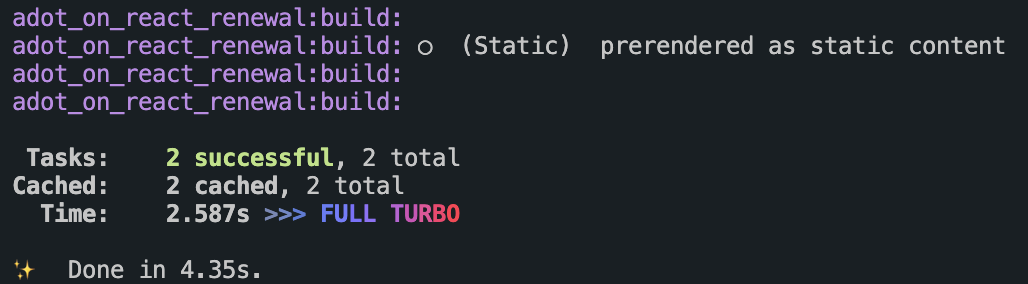 adot_on_react_renewal:build:
adot_on_react_renewal:build: ○  (Static)  prerendered as static content
adot_on_react_renewal:build:
adot_on_react_renewal:build:
Tasks:    2 successful, 2 total
Cached:    2 cached, 2 total
Time:    2.587s >>> FULL TURBO
✨  Done in 4.35s.